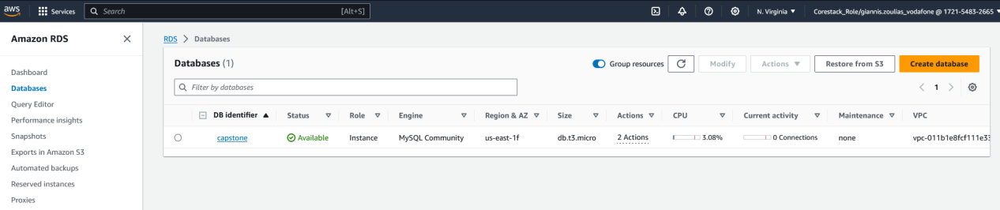 aws Services Search [Alt+S] N. Virginia ▼ Corestack_Role/giannis.zoulias_vodafone @ 1721-5483-2665
Amazon RDS
Dashboard
Databases
Query Editor
Performance insights
Snapshots
Exports in Amazon S3
Automated backups
Reserved instances
Proxies
RDS > Databases
Databases (1) Group resources Modify Actions ▼ Restore from S3 Create database
Filter by databases
< 1 >
DB identifier ▲ Status Role Engine Region & AZ Size Actions CPU Current activity Maintenance VPC
capstone Available Instance MySQL Community us-east-1f db.t3.micro 2 Actions 3.08% 0 Connections none vpc-011b1e8fcf111e33